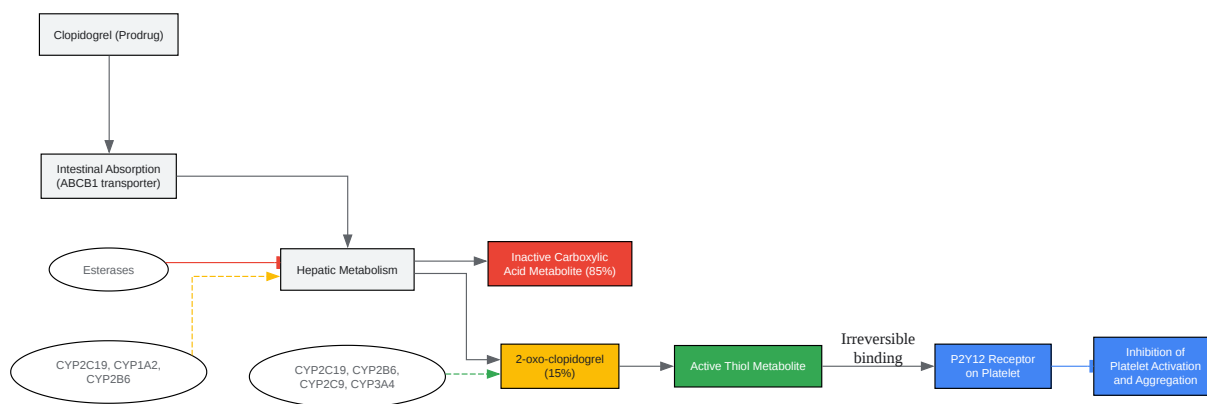 Clopidogrel (Prodrug)
Intestinal Absorption
(ABCB1 transporter)
Esterases
Hepatic Metabolism
Inactive Carboxylic
Acid Metabolite (85%)
CYP2C19, CYP1A2,
CYP2B6
CYP2C19, CYP2B6,
CYP2C9, CYP3A4
2-oxo-clopidogrel
(15%)
Active Thiol Metabolite
Irreversible
binding
P2Y12 Receptor
on Platelet
Inhibition of
Platelet Activation
and Aggregation